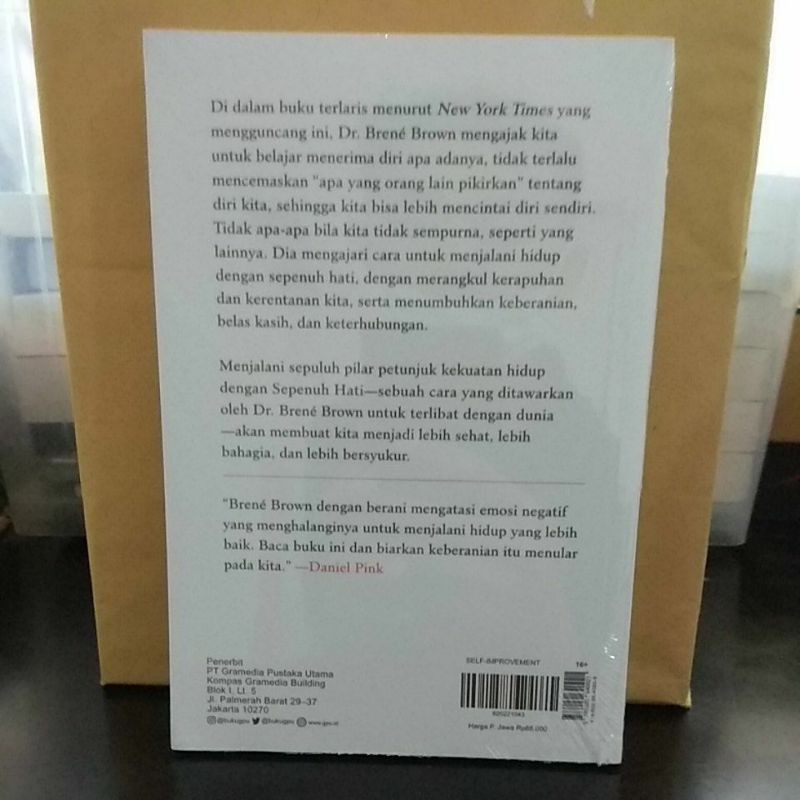 Di dalam buku terlaris menurut New York Times yang
mengguncang ini, Dr. Brené Brown mengajak kita
untuk belajar menerima diri apa adanya, tidak terlalu
mencemaskan “apa yang orang lain pikirkan” tentang
diri kita, sehingga kita bisa lebih mencintai diri sendiri.
Tidak apa-apa bila kita tidak sempurna, seperti yang
lainnya. Dia mengajari cara untuk menjalani hidup
dengan sepenuh hati, dengan merangkul kerapuhan
dan kerentanan kita, serta menumbuhkan keberanian,
belas kasih, dan keterhubungan.
Menjalani sepuluh pilar petunjuk kekuatan hidup
dengan Sepenuh Hati—sebuah cara yang ditawarkan
oleh Dr. Brené Brown untuk terlibat dengan dunia
—akan membuat kita menjadi lebih sehat, lebih
bahagia, dan lebih bersyukur.
“Brené Brown dengan berani mengatasi emosi negatif
yang menghalanginya untuk menjalani hidup yang lebih
baik. Baca buku ini dan biarkan keberanian itu menular
pada kita.” —Daniel Pink
Penerbit
PT Gramedia Pustaka Utama
Kompas Gramedia Building
Blok I, Lt. 5
Jl. Palmerah Barat 29–37
Jakarta 10270
@bukugpu @bukugpu www.gpu.id
SELF-IMPROVEMENT
16+
620221043
Harga P. Jawa Rp88.000